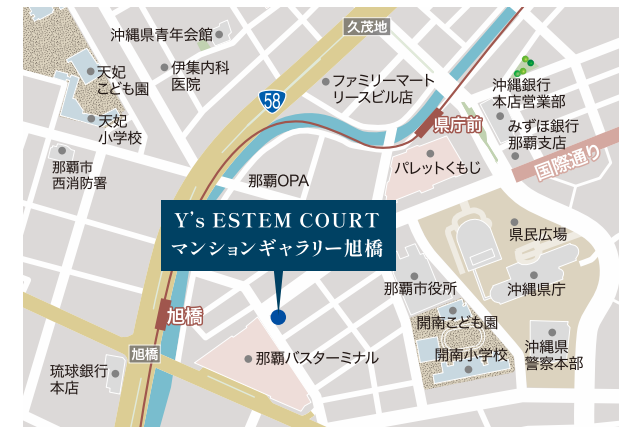 久茂地
沖縄県青年会館
天妃
こども園
伊集内科
医院
58
ファミリーマート
リースビル店
沖縄銀行
本店営業部
天妃
小学校
県庁前
みずほ銀行
那覇支店
国際通り
那覇市
西消防署
那覇OPA
パレットくもじ
Y's ESTEM COURT
マンションギャラリー旭橋
県民広場
那覇市役所
沖縄県庁
旭橋
開南こども園
旭橋
那覇バスターミナル
開南小学校
沖縄県
警察本部
琉球銀行
本店